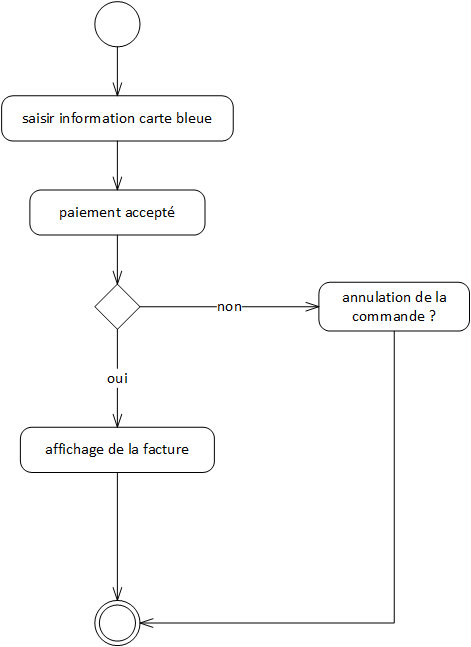 saisir information carte bleue
paiement accepté
non
annulation de la
commande ?
oui
affichage de la facture